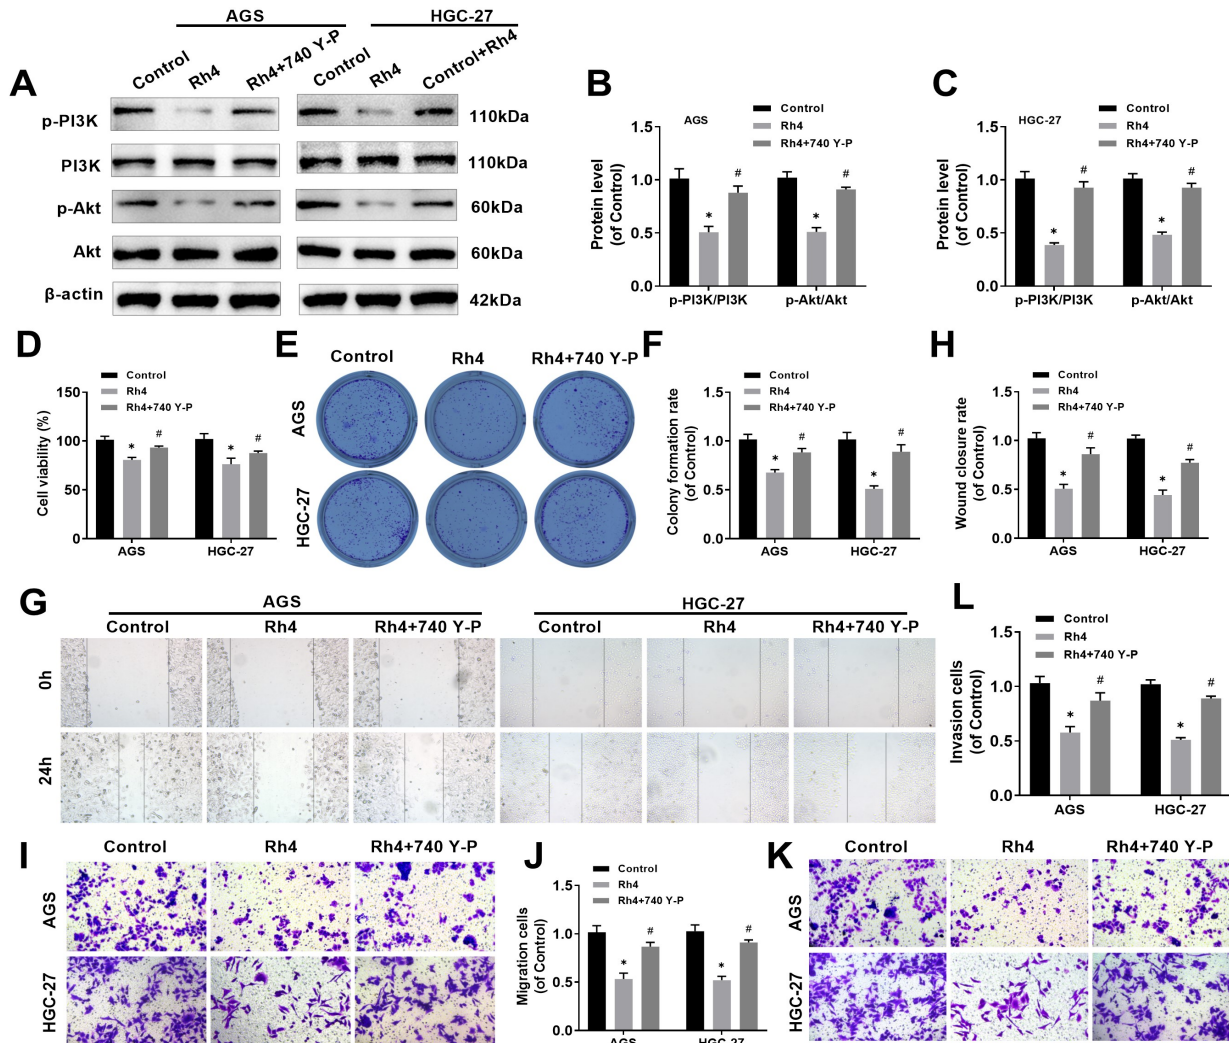 AGS HGC-27
A
Control Rh4 Rh4+740 Y-P Control Rh4 Control+Rh4
p-PI3K 110kDa
PI3K 110kDa
p-Akt 60kDa
Akt 60kDa
β-actin 42kDa
B
Control
Rh4
Rh4+740 Y-P
AGS
Protein level
(of Control)
1.5
1.0
0.5
0.0
* # * #
p-PI3K/PI3K p-Akt/Akt
C
Control
Rh4
Rh4+740 Y-P
HGC-27
Protein level
(of Control)
1.5
1.0
0.5
0.0
* # * #
p-PI3K/PI3K p-Akt/Akt
D
Control
Rh4
Rh4+740 Y-P
Cell viability (%)
150
100
50
0
* # * #
AGS HGC-27
E
Control Rh4 Rh4+740 Y-P
AGS
HGC-27
F
Control
Rh4
Rh4+740 Y-P
Colony formation rate
(of Control)
1.5
1.0
0.5
0.0
* # * #
AGS HGC-27
H
Control
Rh4
Rh4+740 Y-P
Wound closure rate
(of Control)
1.5
1.0
0.5
0.0
* # * #
AGS HGC-27
G
AGS HGC-27
Control Rh4 Rh4+740 Y-P Control Rh4 Rh4+740 Y-P
0h
24h
L
Control
Rh4
Rh4+740 Y-P
Invasion cells
(of Control)
1.5
1.0
0.5
0.0
* # * #
AGS HGC-27
I
Control Rh4 Rh4+740 Y-P
AGS
HGC-27
J
Control
Rh4
Rh4+740 Y-P
Migration cells
(of Control)
1.5
1.0
0.5
0.0
* # * #
AGS HGC-27
K
Control Rh4 Rh4+740 Y-P
AGS
HGC-27